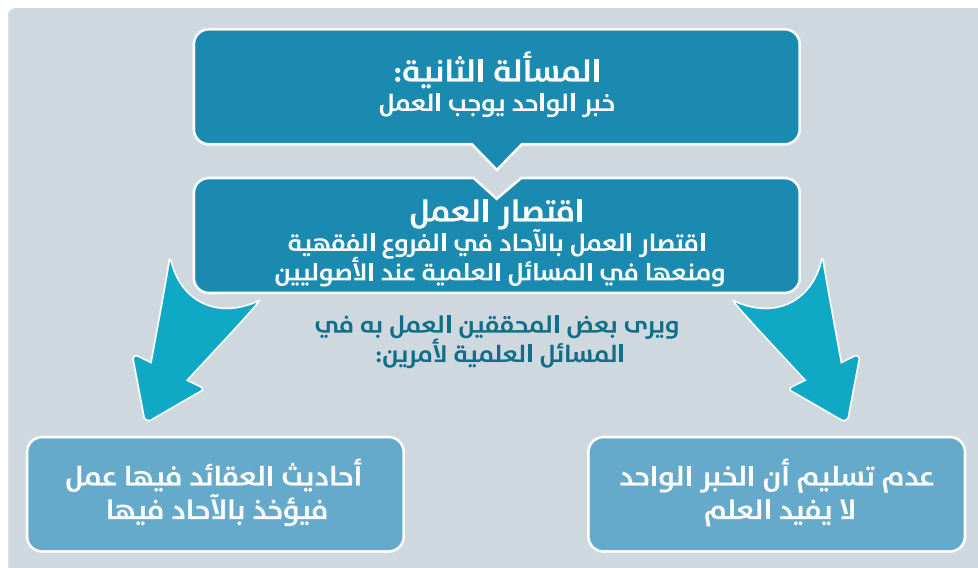 المسألة الثانية:
خبر الواحد يوجب العمل
اقتصار العمل
اقتصار العمل بالآحاد في الفروع الفقهية
ومنعها في المسائل العلمية عند الأصوليين
ويرى بعض المحققين العمل به في
المسائل العلمية لأمرين:
عدم تسليم أن الخبر الواحد
لا يفيد العلم
أحاديث العقائد فيها عمل
فيؤخذ بالآحاد فيها